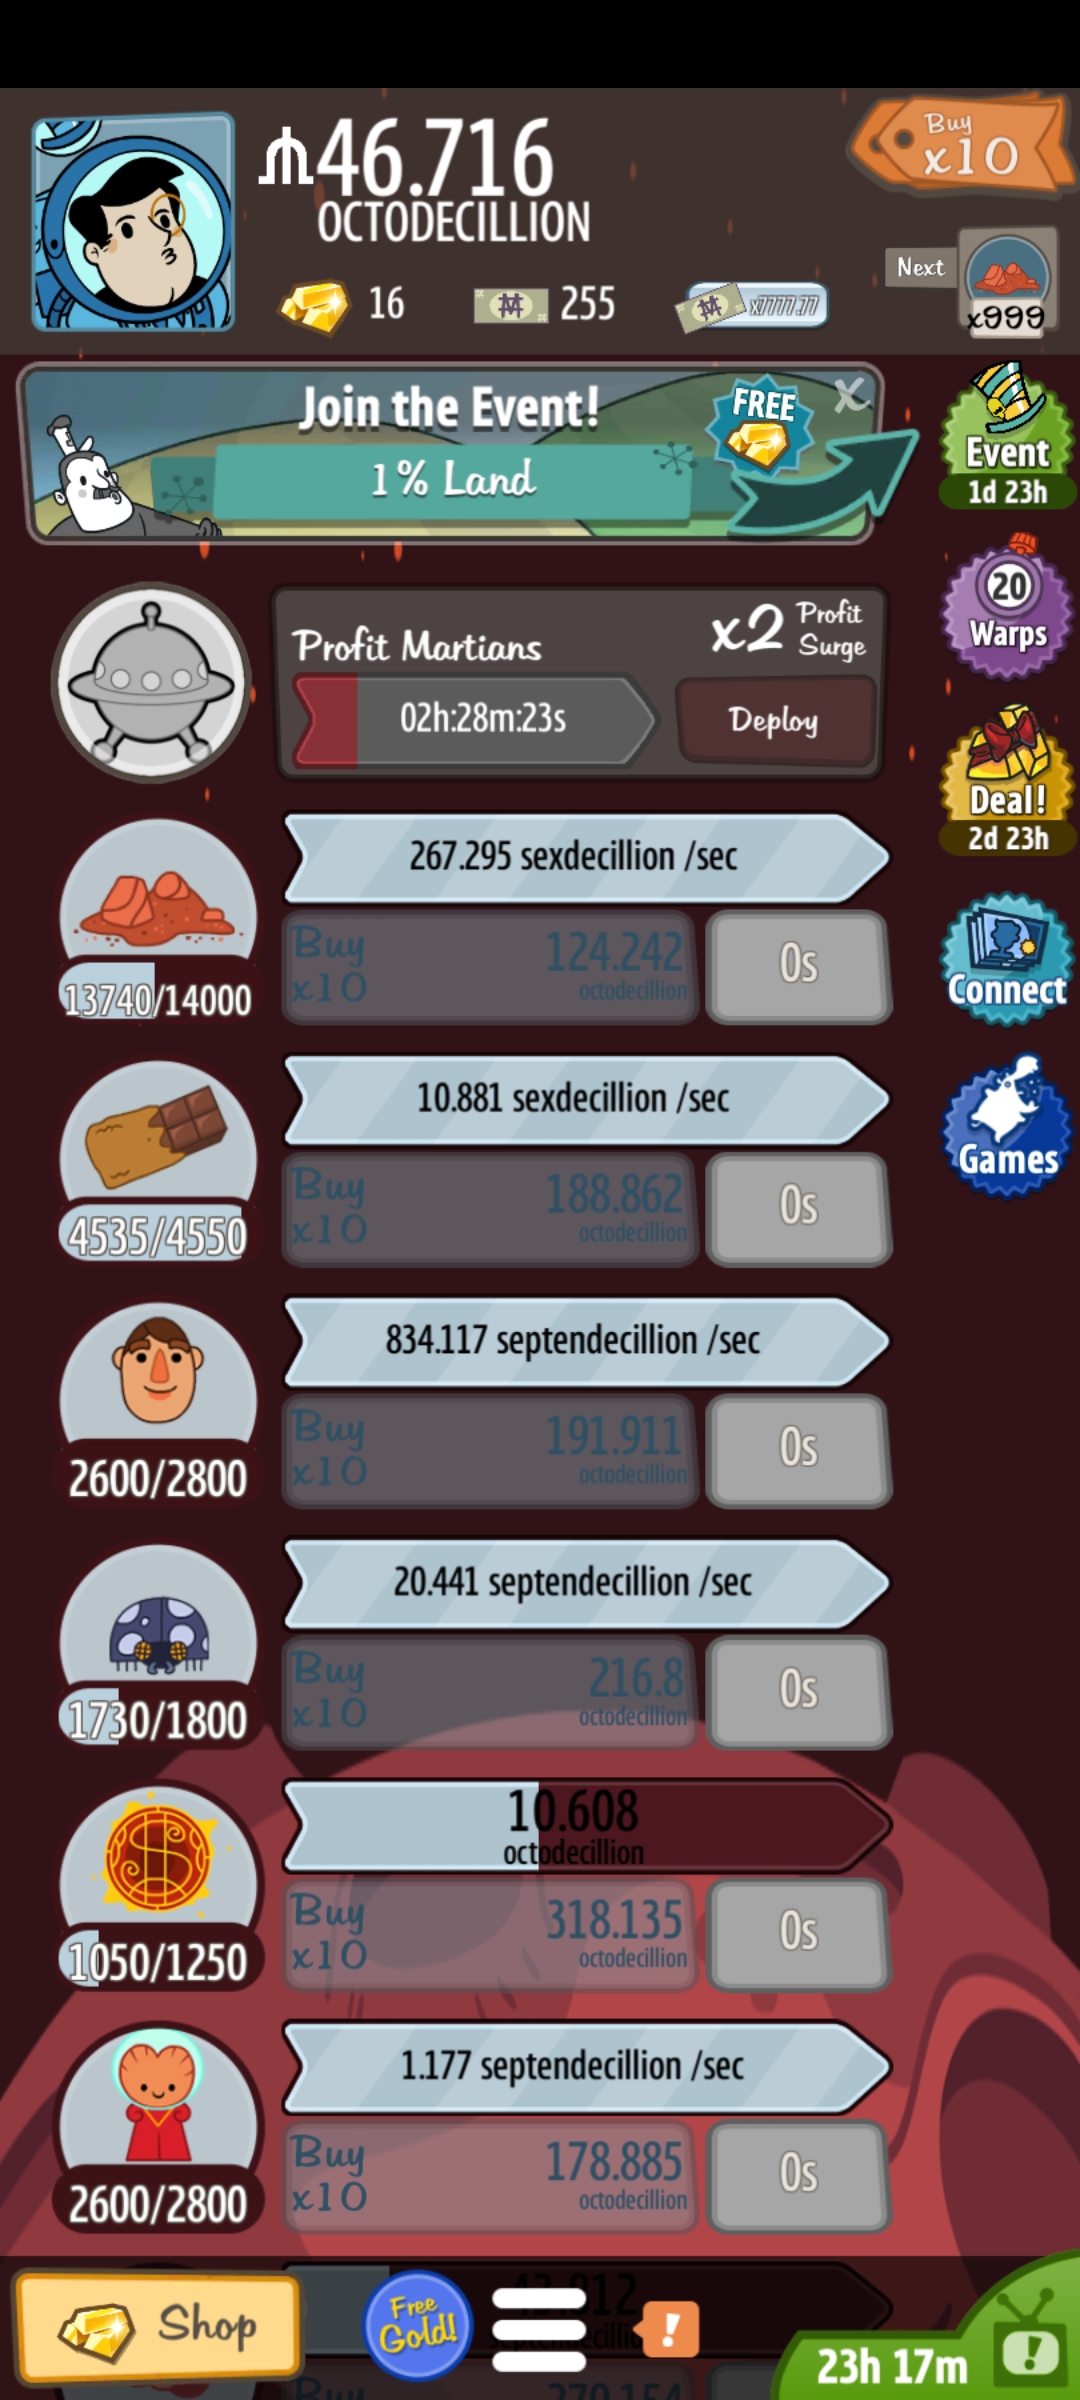 46.716
OCTODECILLION
Buy
x10
16
255
x7777.77
Next
x999
Join the Event!
1% Land
FREE
X
Event
1d 23h
20
Warps
Profit Martians
x2 Profit Surge
02h:28m:23s
Deploy
Deal!
2d 23h
267.295 sexdecillion /sec
Buy x10
124.242
octodecillion
0s
13740/14000
Connect
10.881 sexdecillion /sec
Buy x10
188.862
octodecillion
0s
4535/4550
Games
834.117 septendecillion /sec
Buy x10
191.911
octodecillion
0s
2600/2800
20.441 septendecillion /sec
Buy x10
216.8
octodecillion
0s
1730/1800
10.608
octodecillion
Buy x10
318.135
octodecillion
0s
1050/1250
1.177 septendecillion /sec
Buy x10
178.885
octodecillion
0s
2600/2800
Shop
Free Gold!
!
23h 17m
!